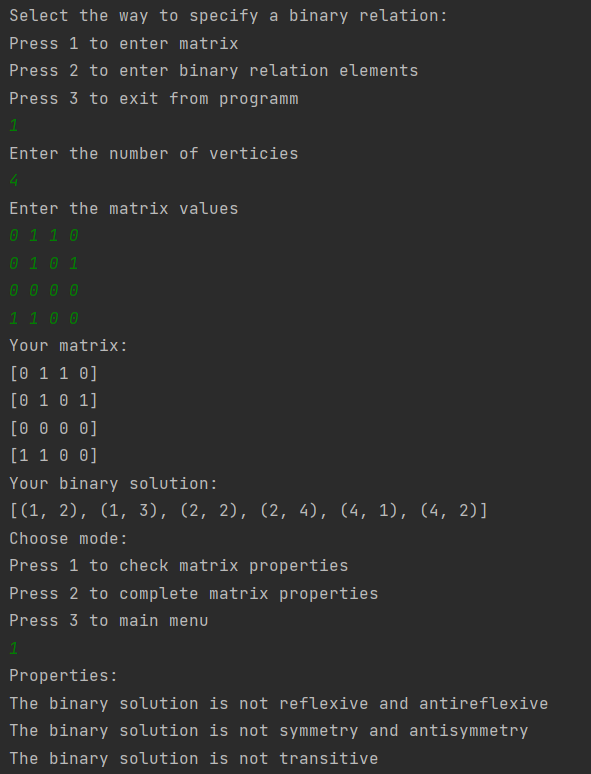 Select the way to specify a binary relation:
Press 1 to enter matrix
Press 2 to enter binary relation elements
Press 3 to exit from programm
1
Enter the number of verticies
4
Enter the matrix values
0 1 1 0
0 1 0 1
0 0 0 0
1 1 0 0
Your matrix:
[0 1 1 0]
[0 1 0 1]
[0 0 0 0]
[1 1 0 0]
Your binary solution:
[(1, 2), (1, 3), (2, 2), (2, 4), (4, 1), (4, 2)]
Choose mode:
Press 1 to check matrix properties
Press 2 to complete matrix properties
Press 3 to main menu
1
Properties:
The binary solution is not reflexive and antireflexive
The binary solution is not symmetry and antisymmetry
The binary solution is not transitive